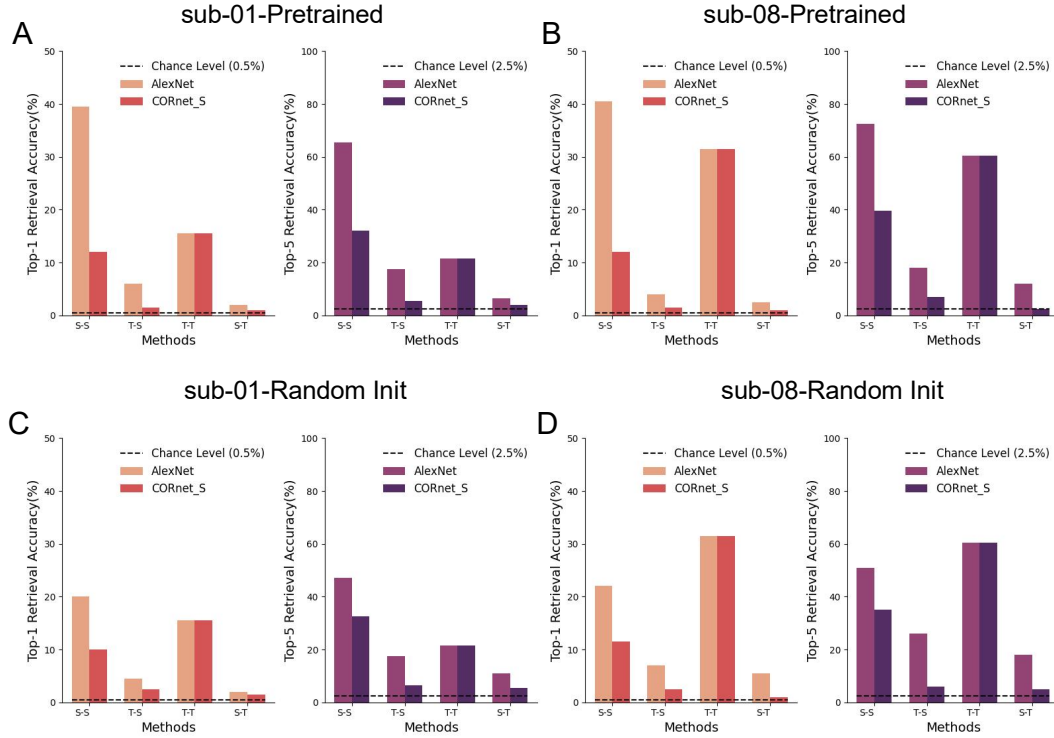 sub-01-Pretrained
sub-08-Pretrained
A
50
40
30
20
10
0
Top-1 Retrieval Accuracy(%)
Chance Level (0.5%)
AlexNet
CORnet_S
S-S T-S T-T S-T
Methods
100
80
60
40
20
0
Top-5 Retrieval Accuracy(%)
Chance Level (2.5%)
AlexNet
CORnet_S
S-S T-S T-T S-T
Methods
B
50
40
30
20
10
0
Top-1 Retrieval Accuracy(%)
Chance Level (0.5%)
AlexNet
CORnet_S
S-S T-S T-T S-T
Methods
100
80
60
40
20
0
Top-5 Retrieval Accuracy(%)
Chance Level (2.5%)
AlexNet
CORnet_S
S-S T-S T-T S-T
Methods
sub-01-Random Init
sub-08-Random Init
C
50
40
30
20
10
0
Top-1 Retrieval Accuracy(%)
Chance Level (0.5%)
AlexNet
CORnet_S
S-S T-S T-T S-T
Methods
100
80
60
40
20
0
Top-5 Retrieval Accuracy(%)
Chance Level (2.5%)
AlexNet
CORnet_S
S-S T-S T-T S-T
Methods
D
50
40
30
20
10
0
Top-1 Retrieval Accuracy(%)
Chance Level (0.5%)
AlexNet
CORnet_S
S-S T-S T-T S-T
Methods
100
80
60
40
20
0
Top-5 Retrieval Accuracy(%)
Chance Level (2.5%)
AlexNet
CORnet_S
S-S T-S T-T S-T
Methods